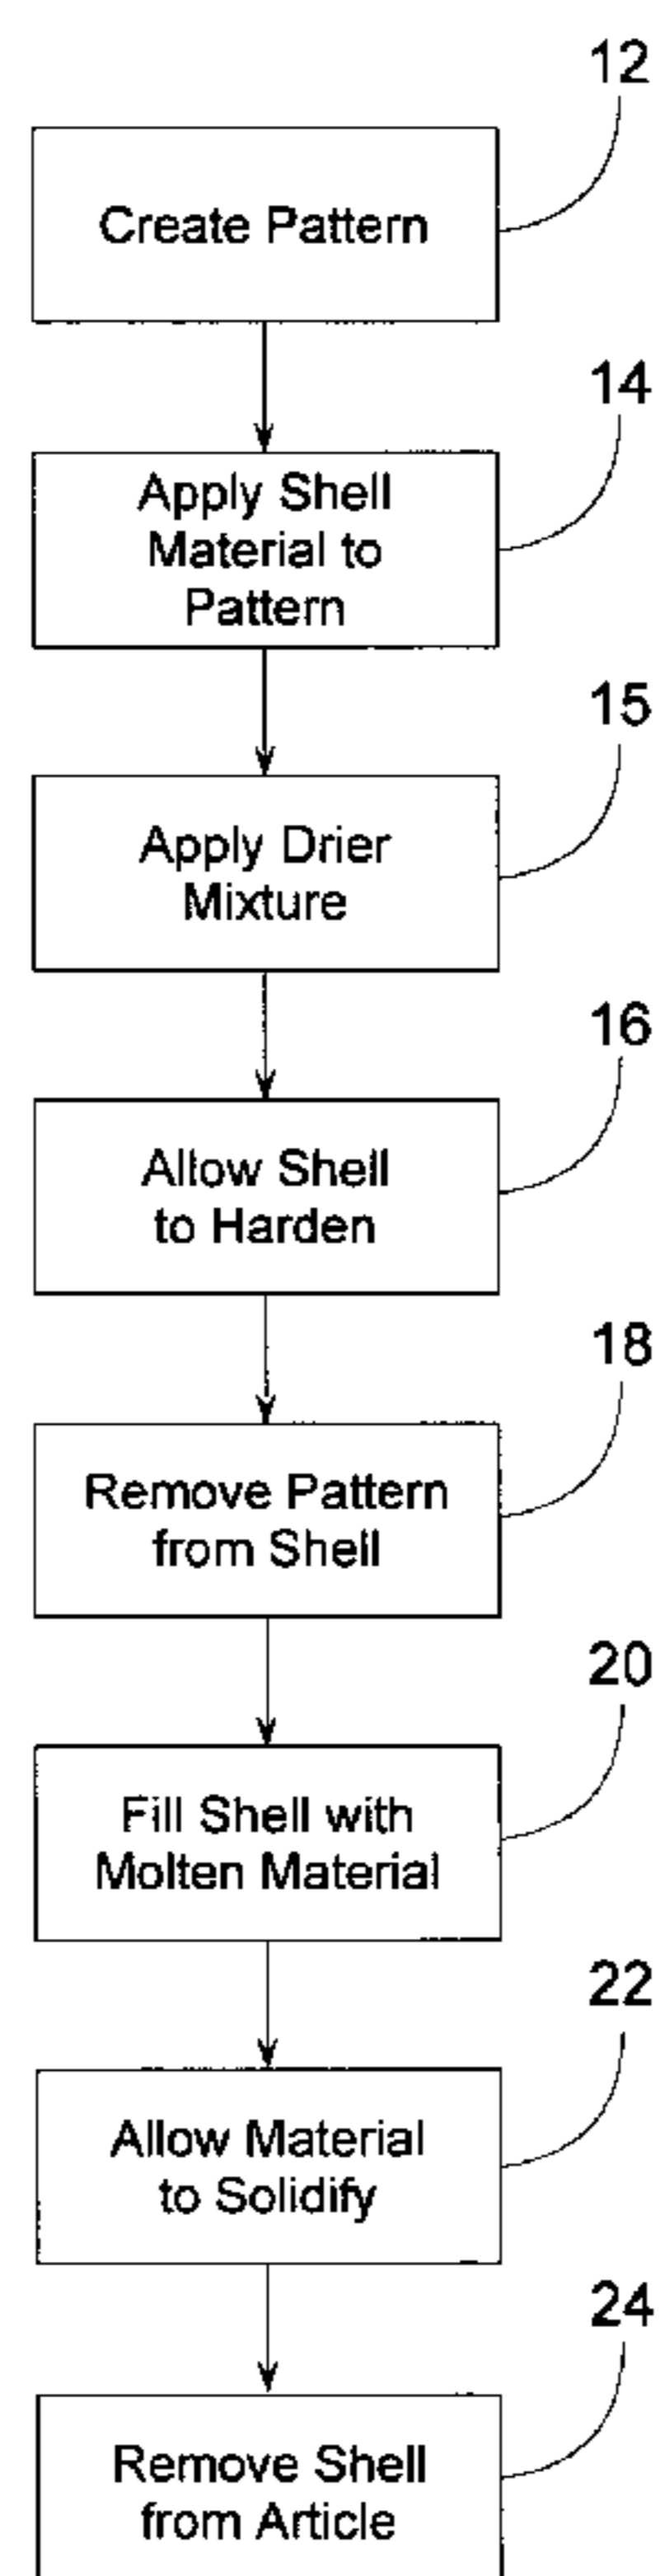 12
Create Pattern
14
Apply Shell
Material to
Pattern
15
Apply Drier
Mixture
16
Allow Shell
to Harden
18
Remove Pattern
from Shell
20
Fill Shell with
Molten Material
22
Allow Material
to Solidify
24
Remove Shell
from Article